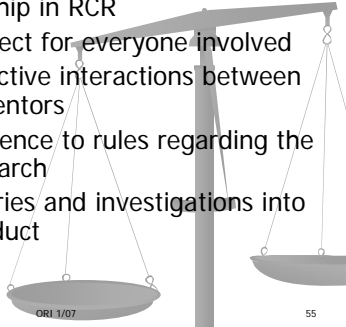 hip in RCR
ect for everyone involved
ctive interactions between
entors
ence to rules regarding the
arch
ries and investigations into
duct
ORI 1/07 55